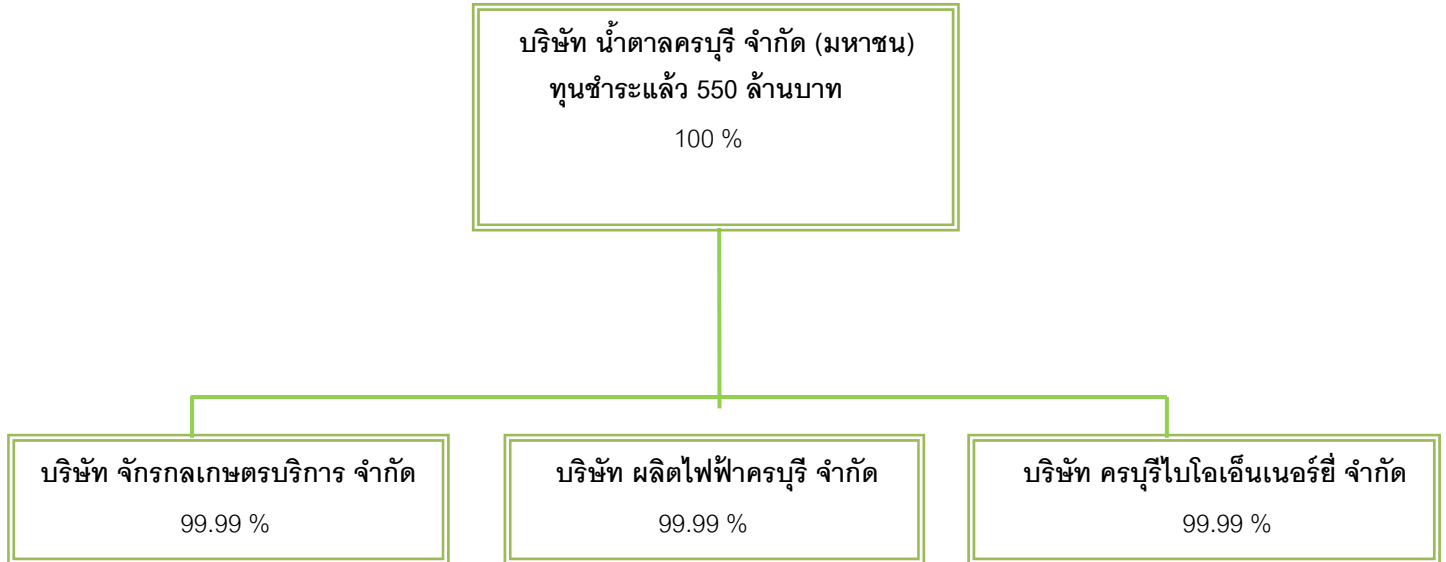 บริษัท น้ำตาลครบุรี จำกัด (มหาชน)
ทุนชำระแล้ว 550 ล้านบาท
100 %
บริษัท จักรกลเกษตรบริการ จำกัด
99.99 %
บริษัท ผลิตไฟฟ้าครบุรี จำกัด
99.99 %
บริษัท ครบุรีไบโอเอ็นเนอร์ยี่ จำกัด
99.99 %